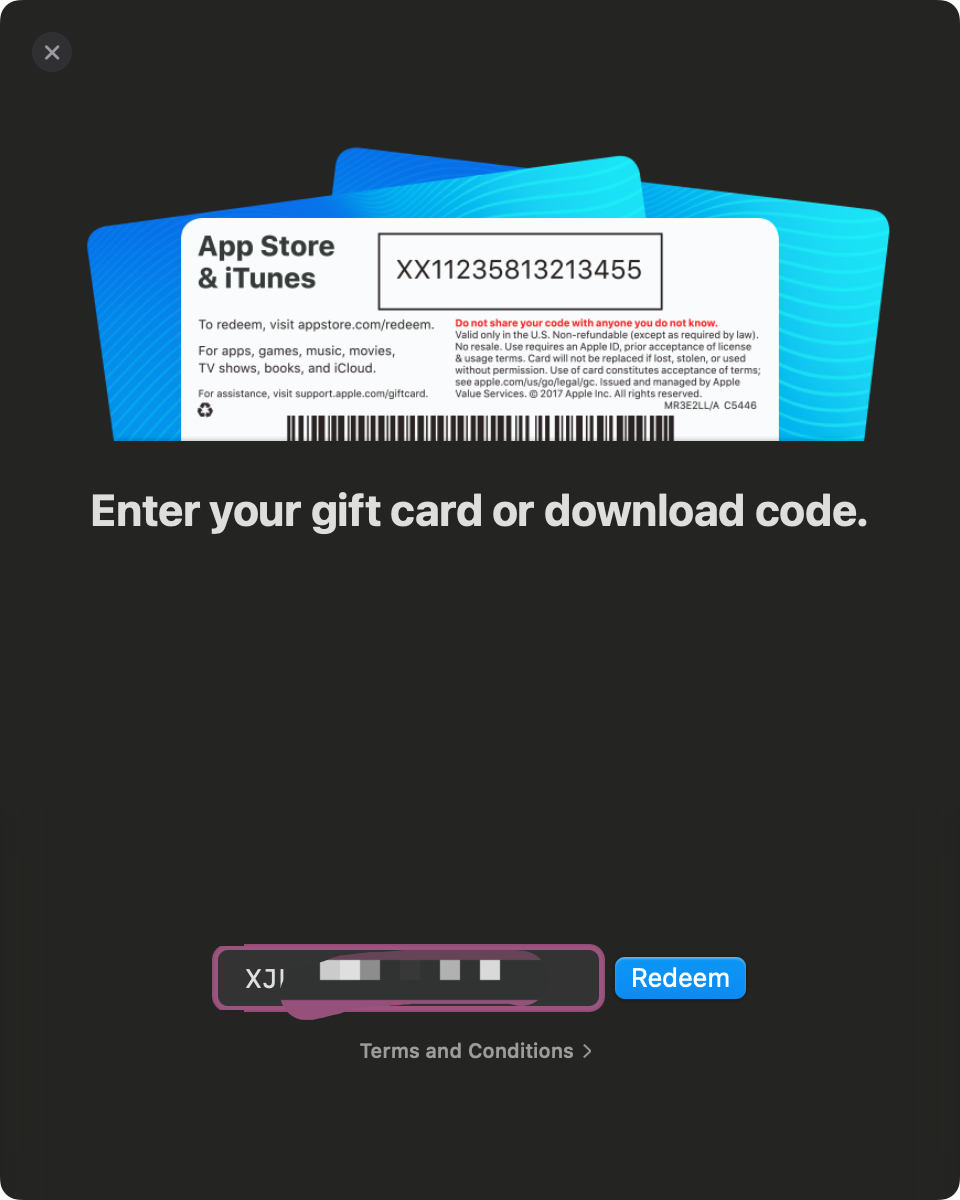 App Store
& iTunes
XX11235813213455
To redeem, visit appstore.com/redeem.
For apps, games, music, movies,
TV shows, books, and iCloud.
For assistance, visit support.apple.com/giftcard.
Do not share your code with anyone you do not know.
Valid only in the U.S. Non-refundable (except as required by law).
No resale. Use requires an Apple ID, prior acceptance of license
& usage terms. Card will not be replaced if lost, stolen, or used
without permission. Use of card constitutes acceptance of terms;
see apple.com/us/go/legal/gc. Issued and managed by Apple
Value Services. © 2017 Apple Inc. All rights reserved.
MR3E2LL/A C5446
Enter your gift card or download code.
XJ
Redeem
Terms and Conditions